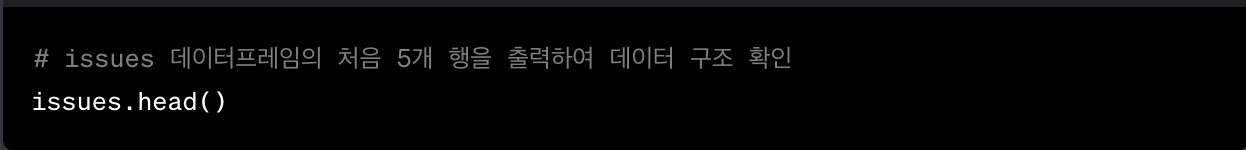 # issues 데이터프레임의 처음 5개 행을 출력하여 데이터 구조 확인
issues.head()